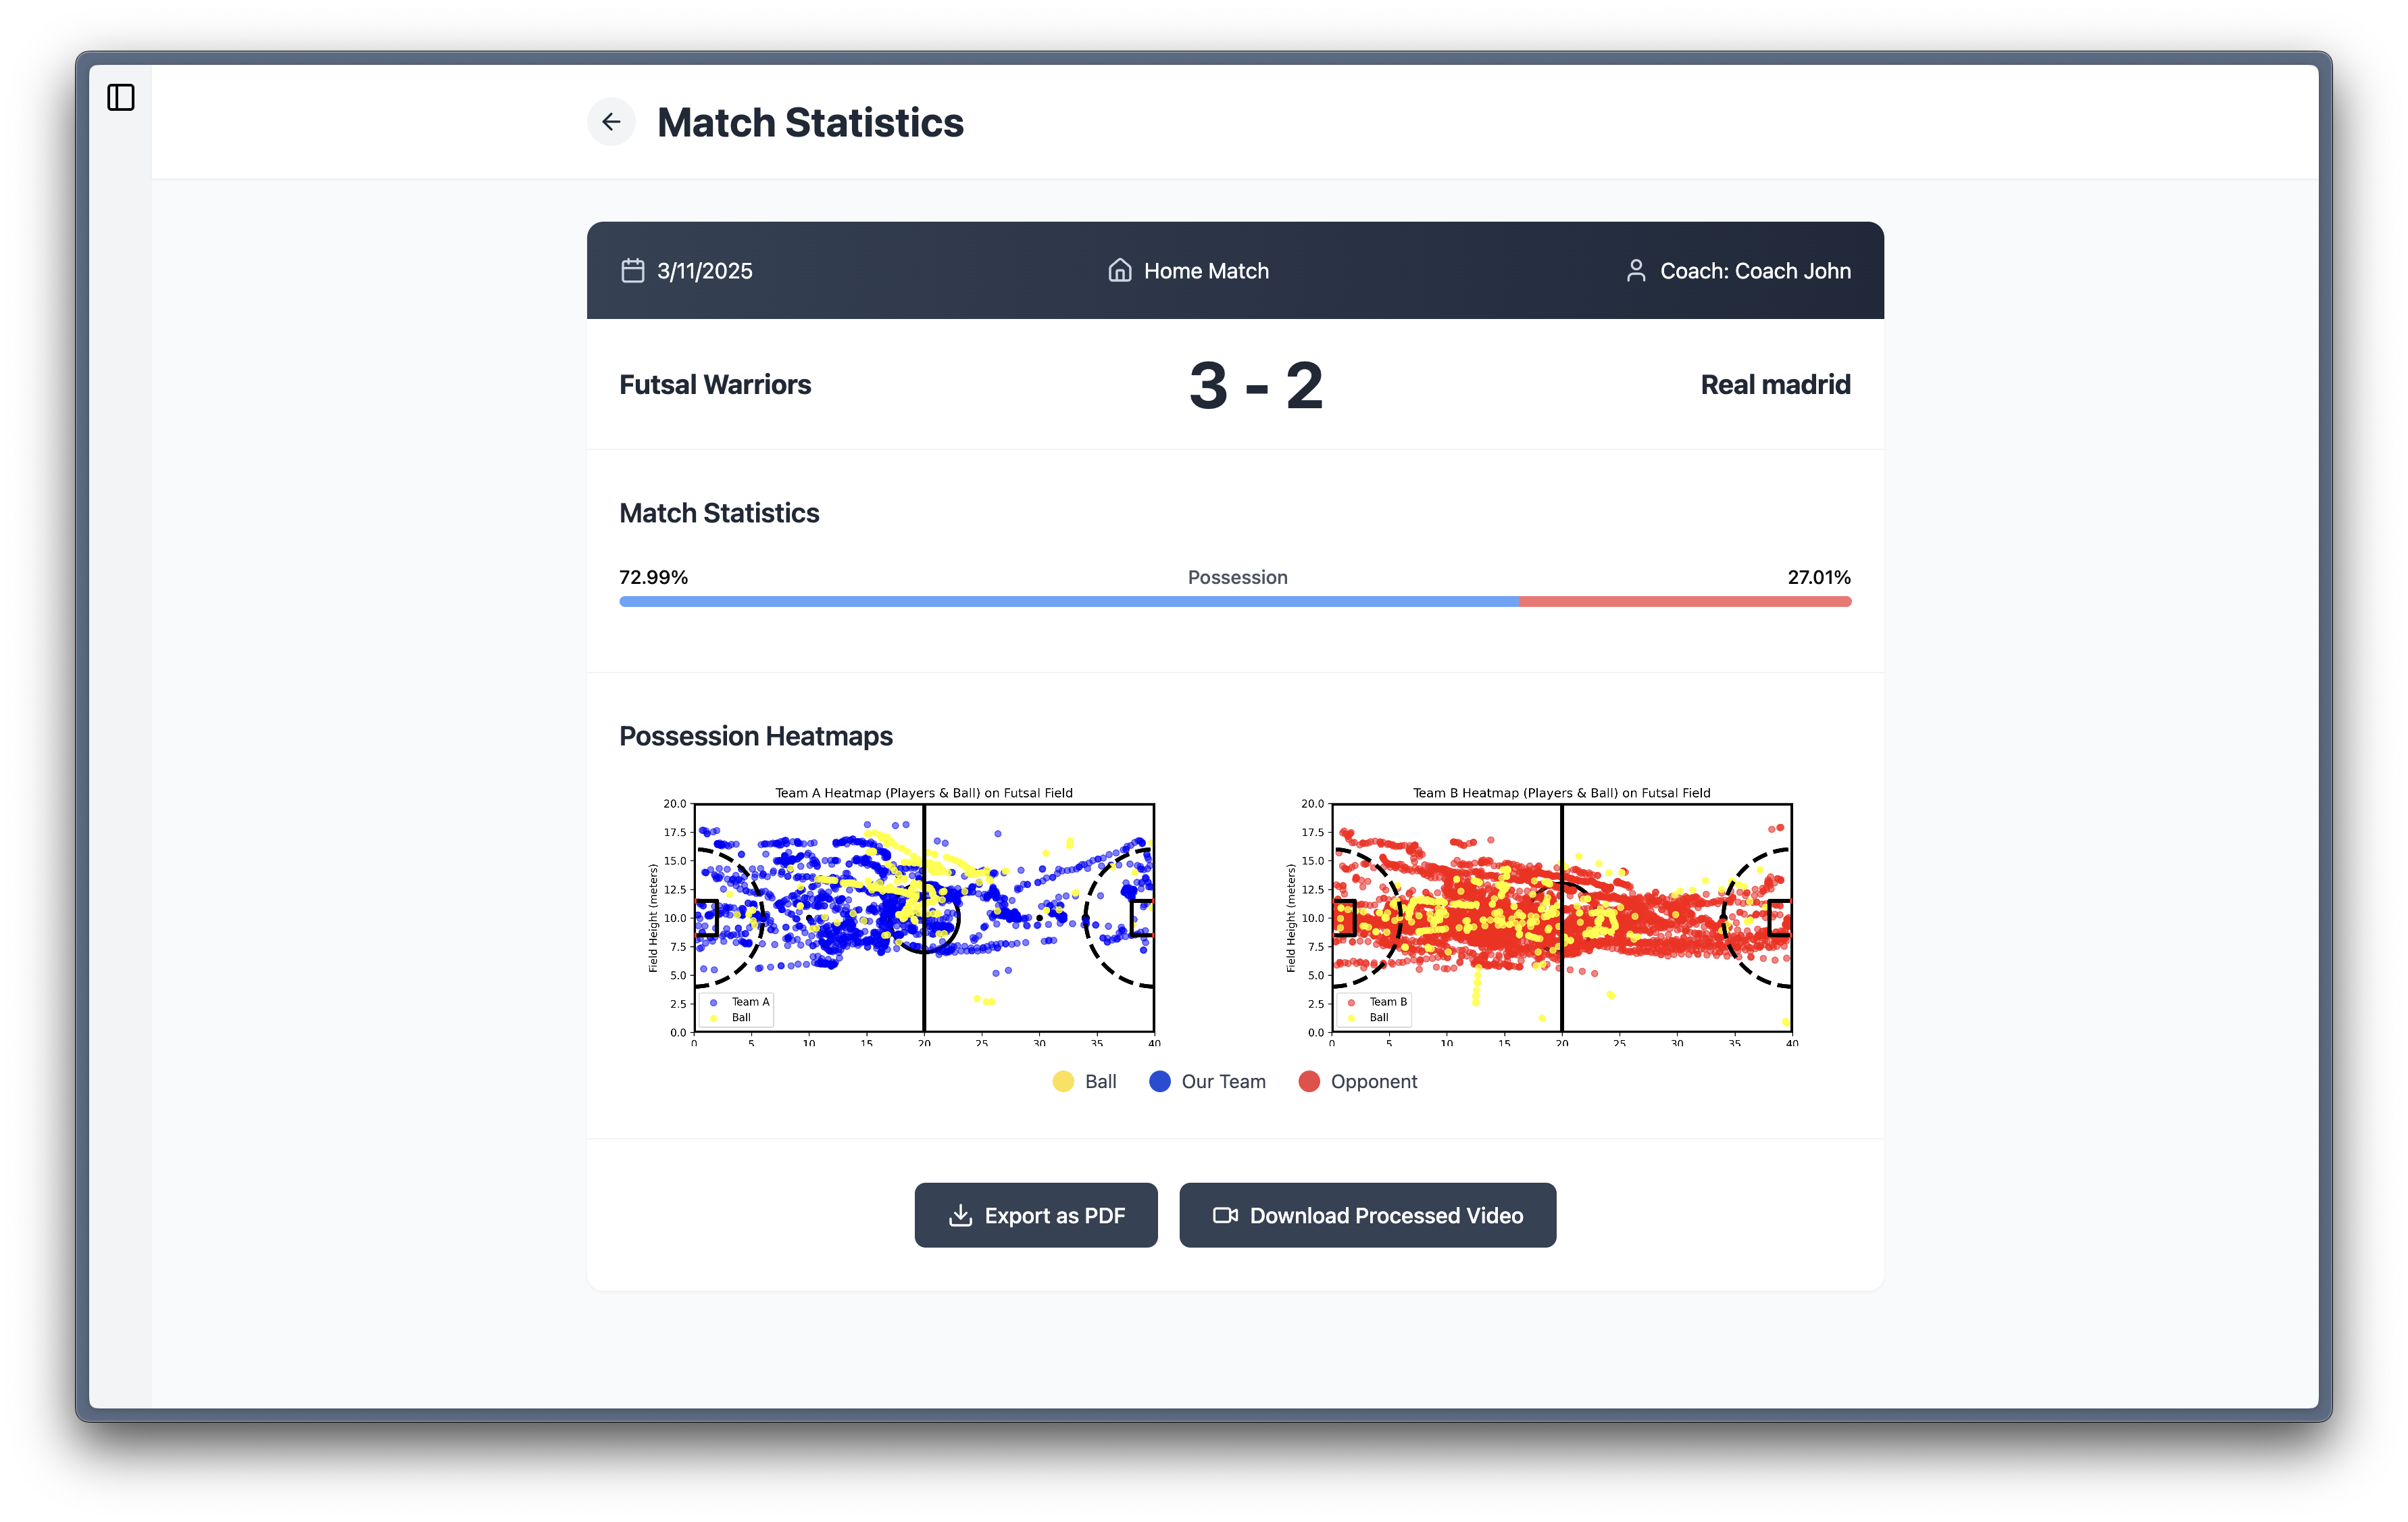 Match Statistics
3/11/2025
Home Match
Coach: Coach John
Futsal Warriors
3 - 2
Real madrid
Match Statistics
72.99%
Possession
27.01%
Possession Heatmaps
Team A Heatmap (Players & Ball) on Futsal Field
20.0
17.5
15.0
12.5
10.0
7.5
5.0
2.5
0.0
Field Height (meters)
Team A
Ball
0 5 10 15 20 25 30 35 40
Team B Heatmap (Players & Ball) on Futsal Field
20.0
17.5
15.0
12.5
10.0
7.5
5.0
2.5
0.0
Field Height (meters)
Team B
Ball
0 5 10 15 20 25 30 35 40
Ball
Our Team
Opponent
Export as PDF
Download Processed Video